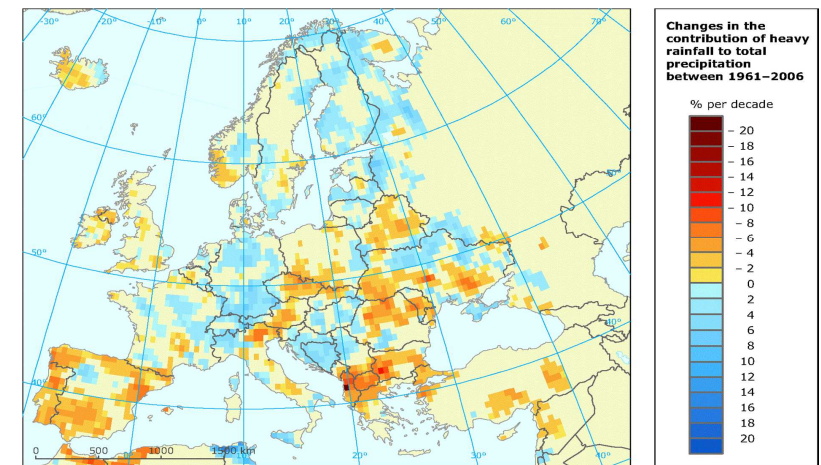 -30° -20° -10° 0° 10° 20° 30° 40° 50° 60° 70°
60°
50°
50°
40°
40°
0 500 1000 1500 km
0° 10° 20° 30° 40°
Changes in the
contribution of heavy
rainfall to total
precipitation
between 1961–2006
% per decade
– 20
– 18
– 16
– 14
– 12
– 10
– 8
– 6
– 4
– 2
0
2
4
6
8
10
12
14
16
18
20